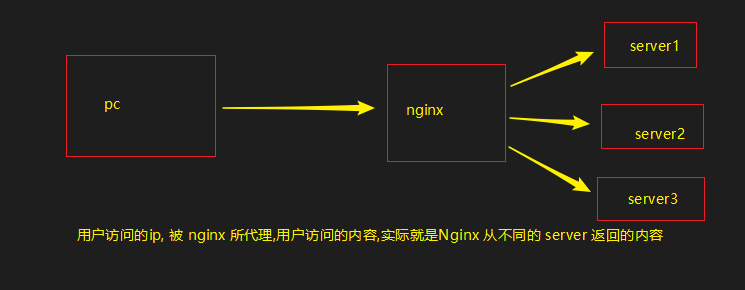 pc
nginx
server1
server2
server3
用户访问的ip, 被 nginx 所代理,用户访问的内容,实际就是Nginx 从不同的 server 返回的内容